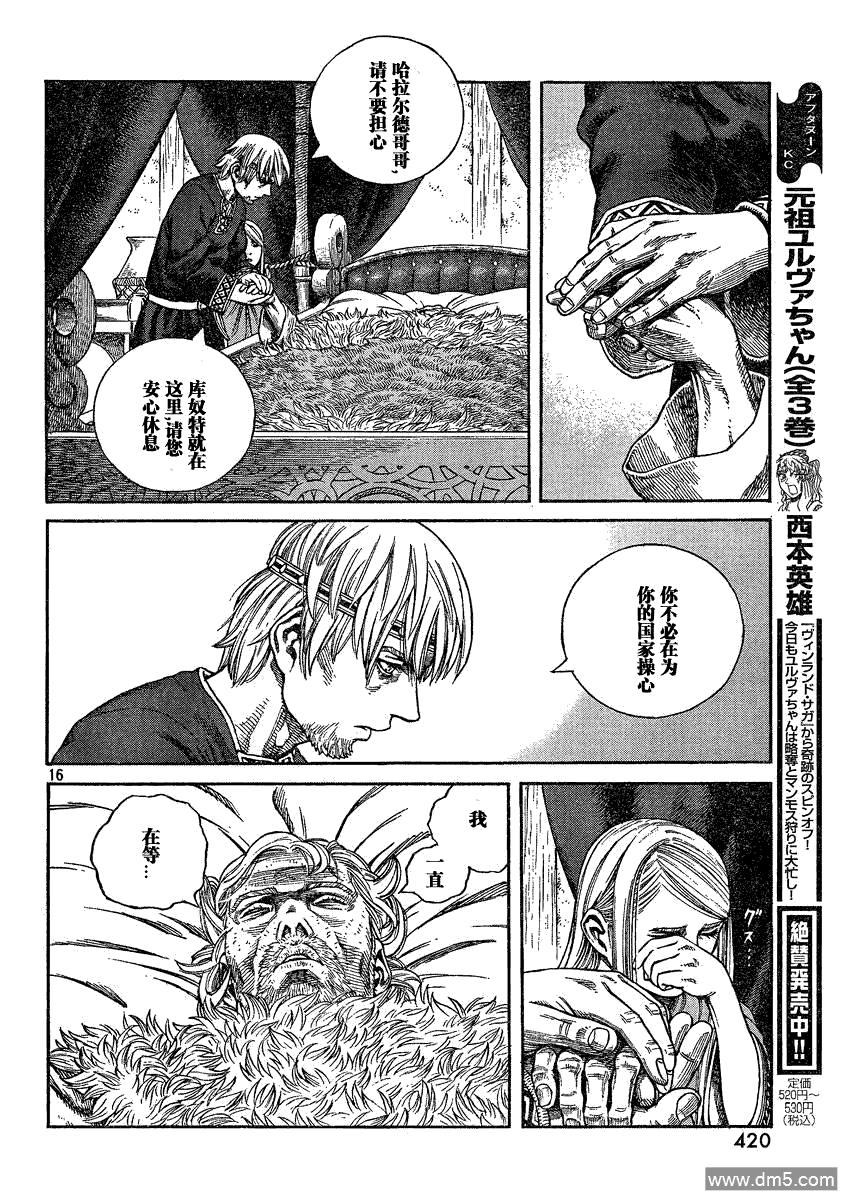 哈拉尔德哥哥,
请不要担心
库奴特就在
这里,请您
安心休息
你不必在为
你的国家操心
16
我
一直
在等…
グス…
アフタヌーン
KC
元祖ユルヴァちゃん(全3巻)
西本英雄
「ヴィンランド・サガ」から奇跡のスピンオフ!
今日もユルヴァちゃんは略奪とマンモス狩りに大忙し!
絶賛発売中!!
定価
520円~
530円
(税込)
420
www.dm5.com